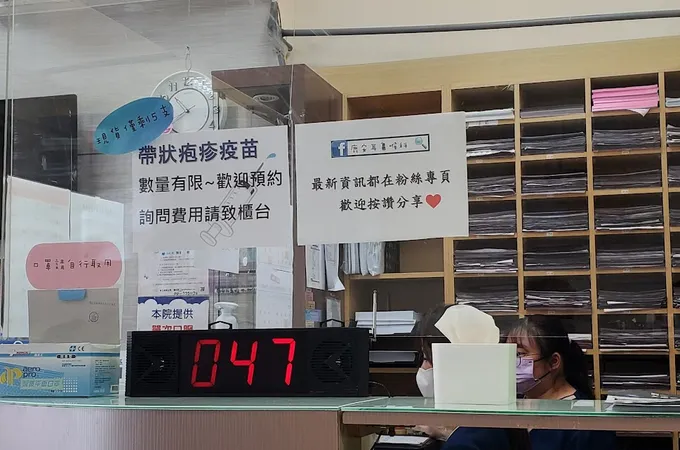 現貨僅剩15支
帶狀疱疹疫苗
數量有限~歡迎預約
詢問費用請致櫃台
最新資訊都在粉絲專頁
歡迎按讚分享
口罩請自行取用
本院提供
047